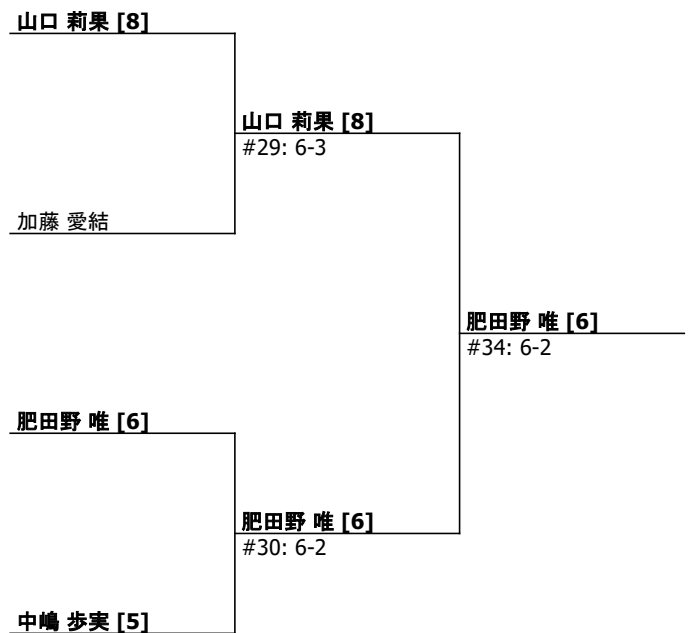 山口 莉果 [8]
山口 莉果 [8]
#29: 6-3
加藤 愛結
肥田野 唯 [6]
#34: 6-2
肥田野 唯 [6]
肥田野 唯 [6]
#30: 6-2
中嶋 歩実 [5]